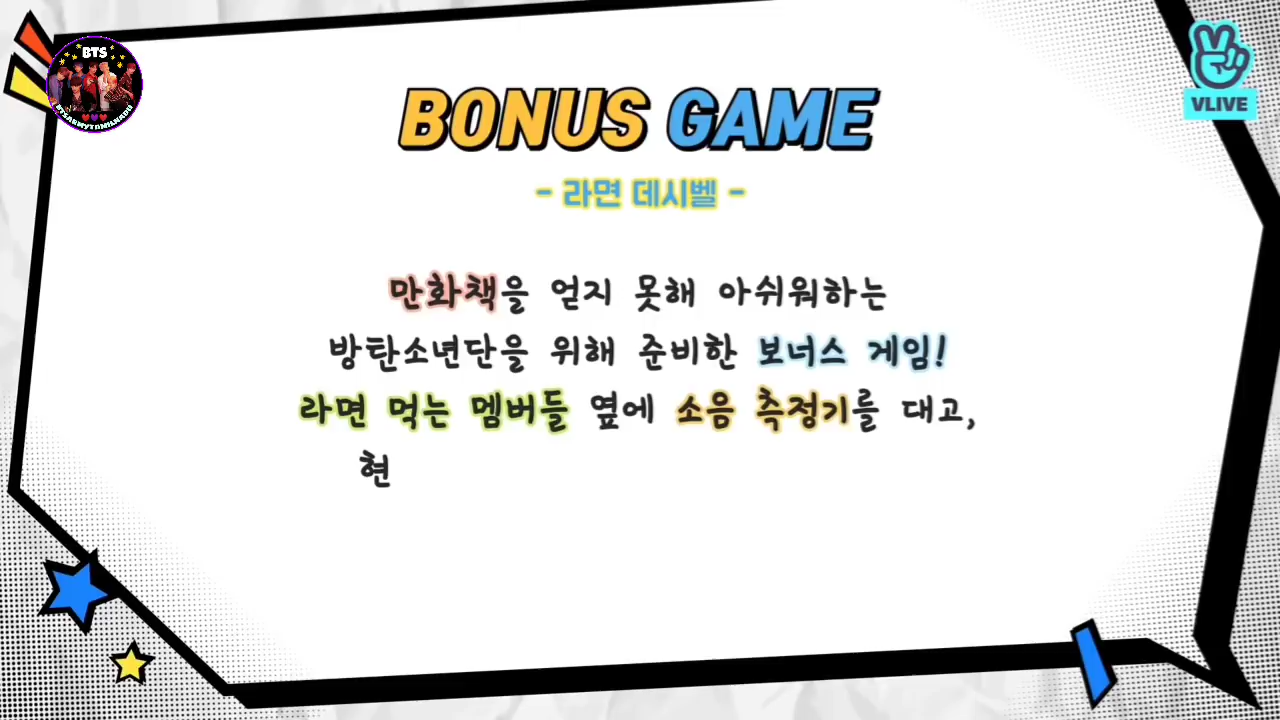 BTS
BTSARMYTAMILNADU
VLIVE
BONUS GAME
- 라면 데시벨 -
만화책을 얻지 못해 아쉬워하는
방탄소년단을 위해 준비한 보너스 게임!
라면 먹는 멤버들 옆에 소음 측정기를 대고,
현